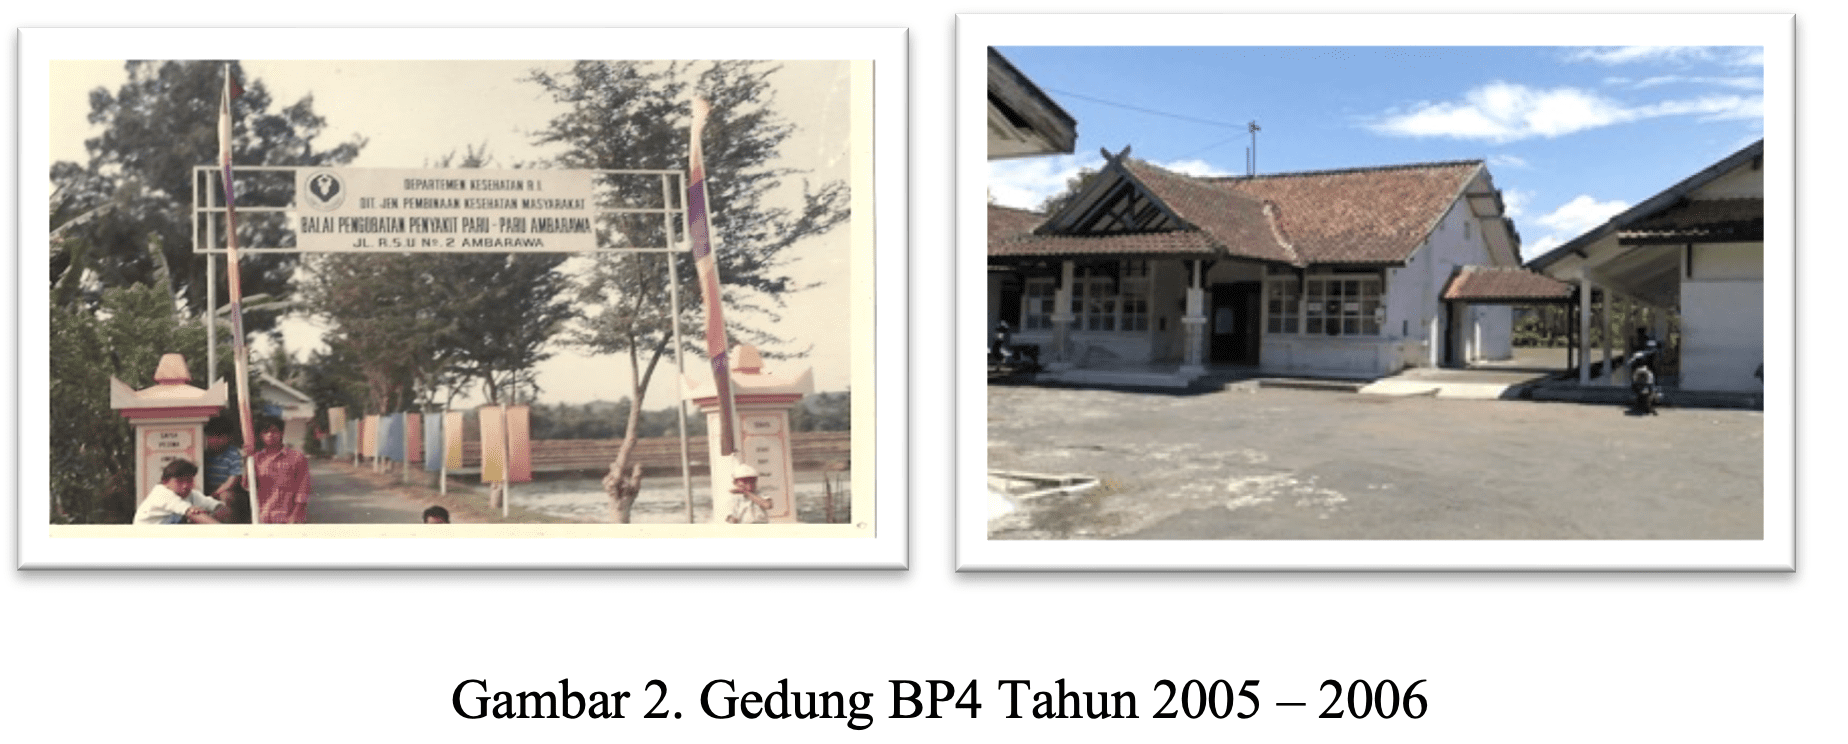 DEPARTEMEN KESEHATAN R.I.
DIT. JEN PEMBINAAN KESEHATAN MASYARAKAT
BALAI PENGOBATAN PENYAKIT PARU - PARU AMBARAWA
JL. R.S.U No. 2 AMBARAWA
Gambar 2. Gedung BP4 Tahun 2005 – 2006